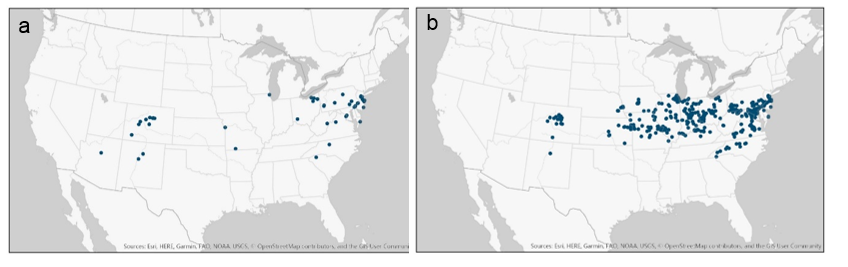 a
b
Sources: Esri, HERE, Garmin, FAO, NOAA, USGS, © OpenStreetMap contributors, and the GIS User Commun
Sources: Esri, HERE, Garmin, FAO, NOAA, USGS, © OpenStreetMap contributors, and the GIS User Community